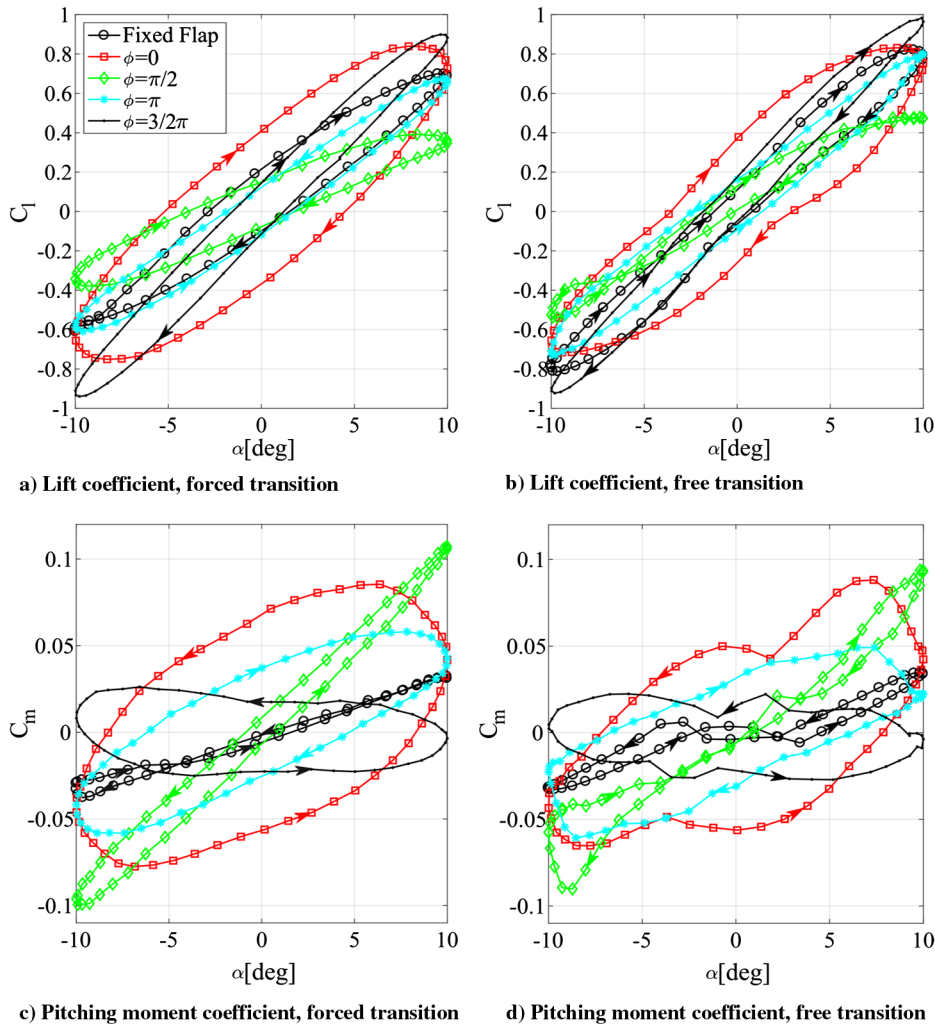 1
0.8
0.6
0.4
0.2
0
-0.2
-0.4
-0.6
-0.8
-1
C_l
Fixed Flap
ϕ=0
ϕ=π/2
ϕ=π
ϕ=3/2π
-10 -5 0 5 10
α[deg]
a) Lift coefficient, forced transition
1
0.8
0.6
0.4
0.2
0
-0.2
-0.4
-0.6
-0.8
-1
C_l
-10 -5 0 5 10
α[deg]
b) Lift coefficient, free transition
0.1
0.05
0
-0.05
-0.1
C_m
-10 -5 0 5 10
α[deg]
c) Pitching moment coefficient, forced transition
0.1
0.05
0
-0.05
-0.1
C_m
-10 -5 0 5 10
α[deg]
d) Pitching moment coefficient, free transition